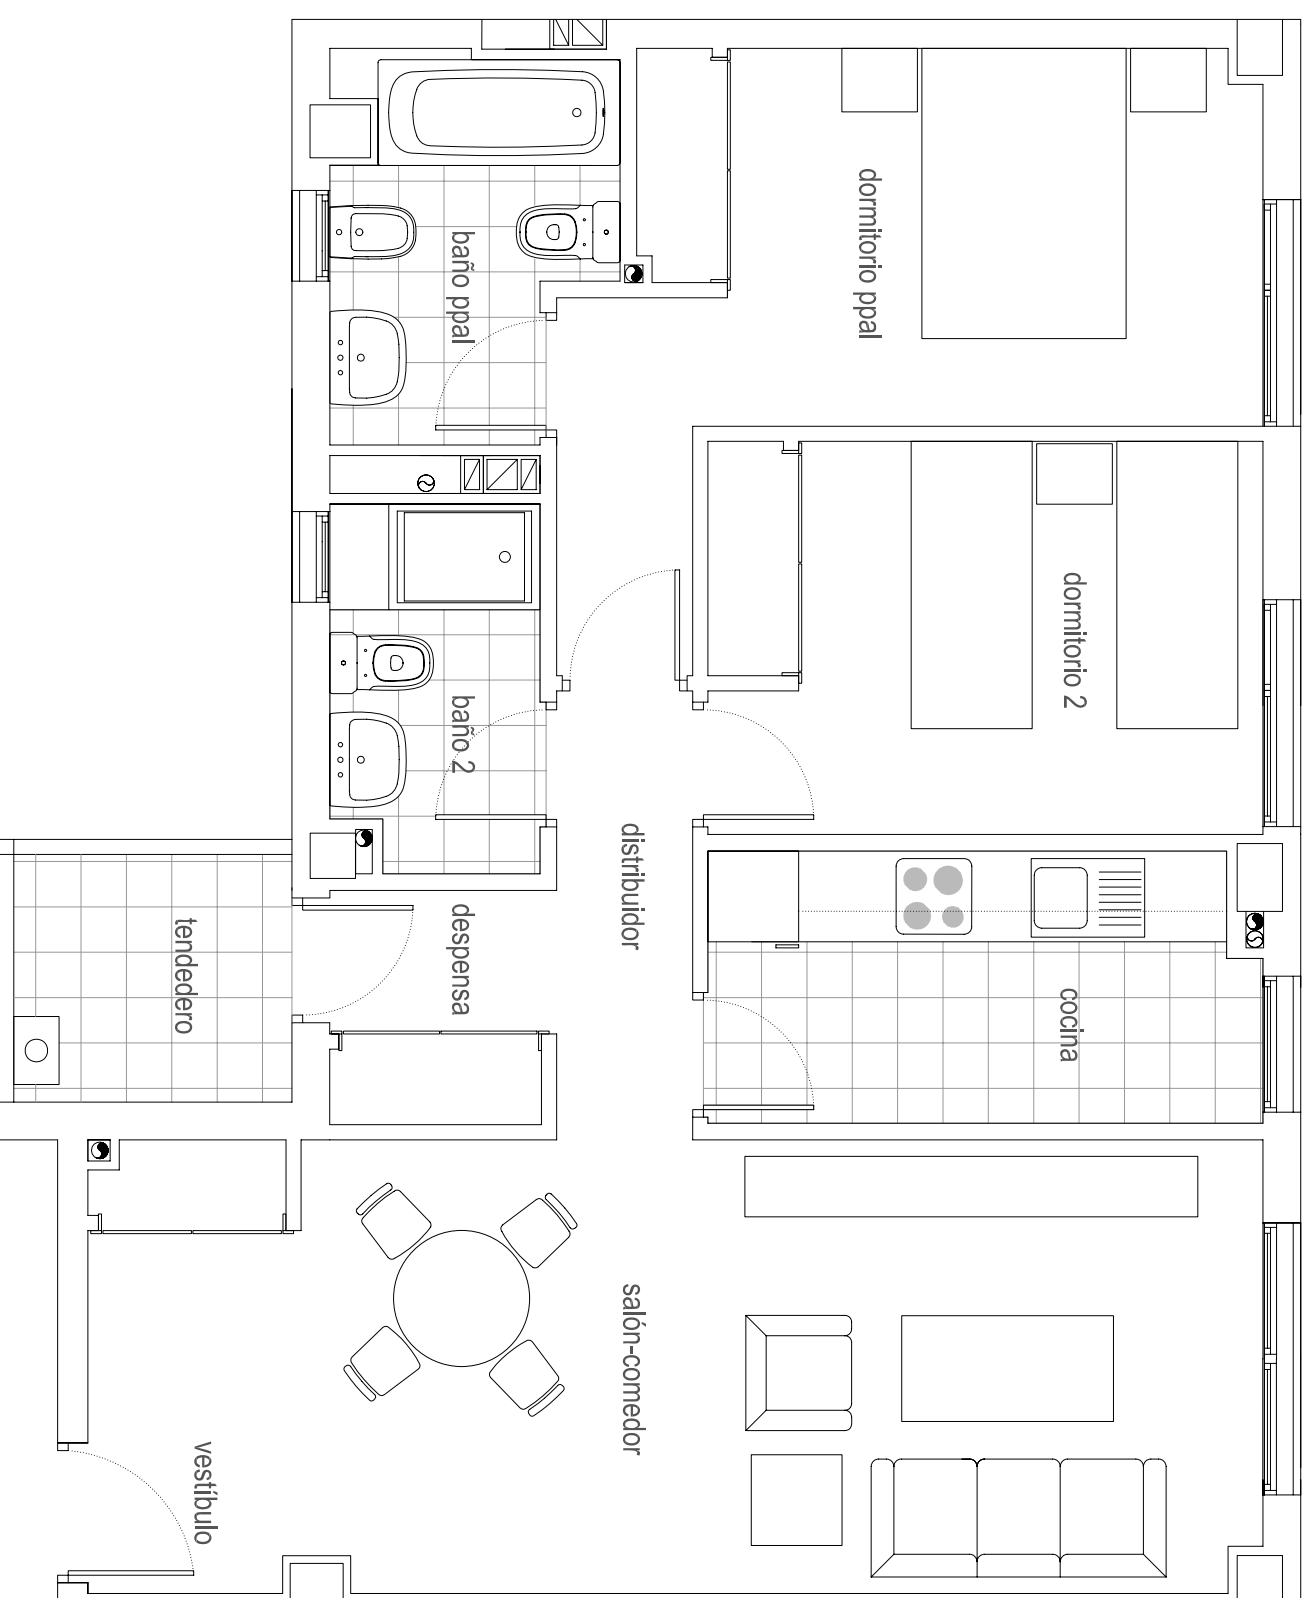 dormitorio ppal
baño ppal
dormitorio 2
baño 2
distribuidor
despensa
tendedero
cocina
salón-comedor
vestíbulo